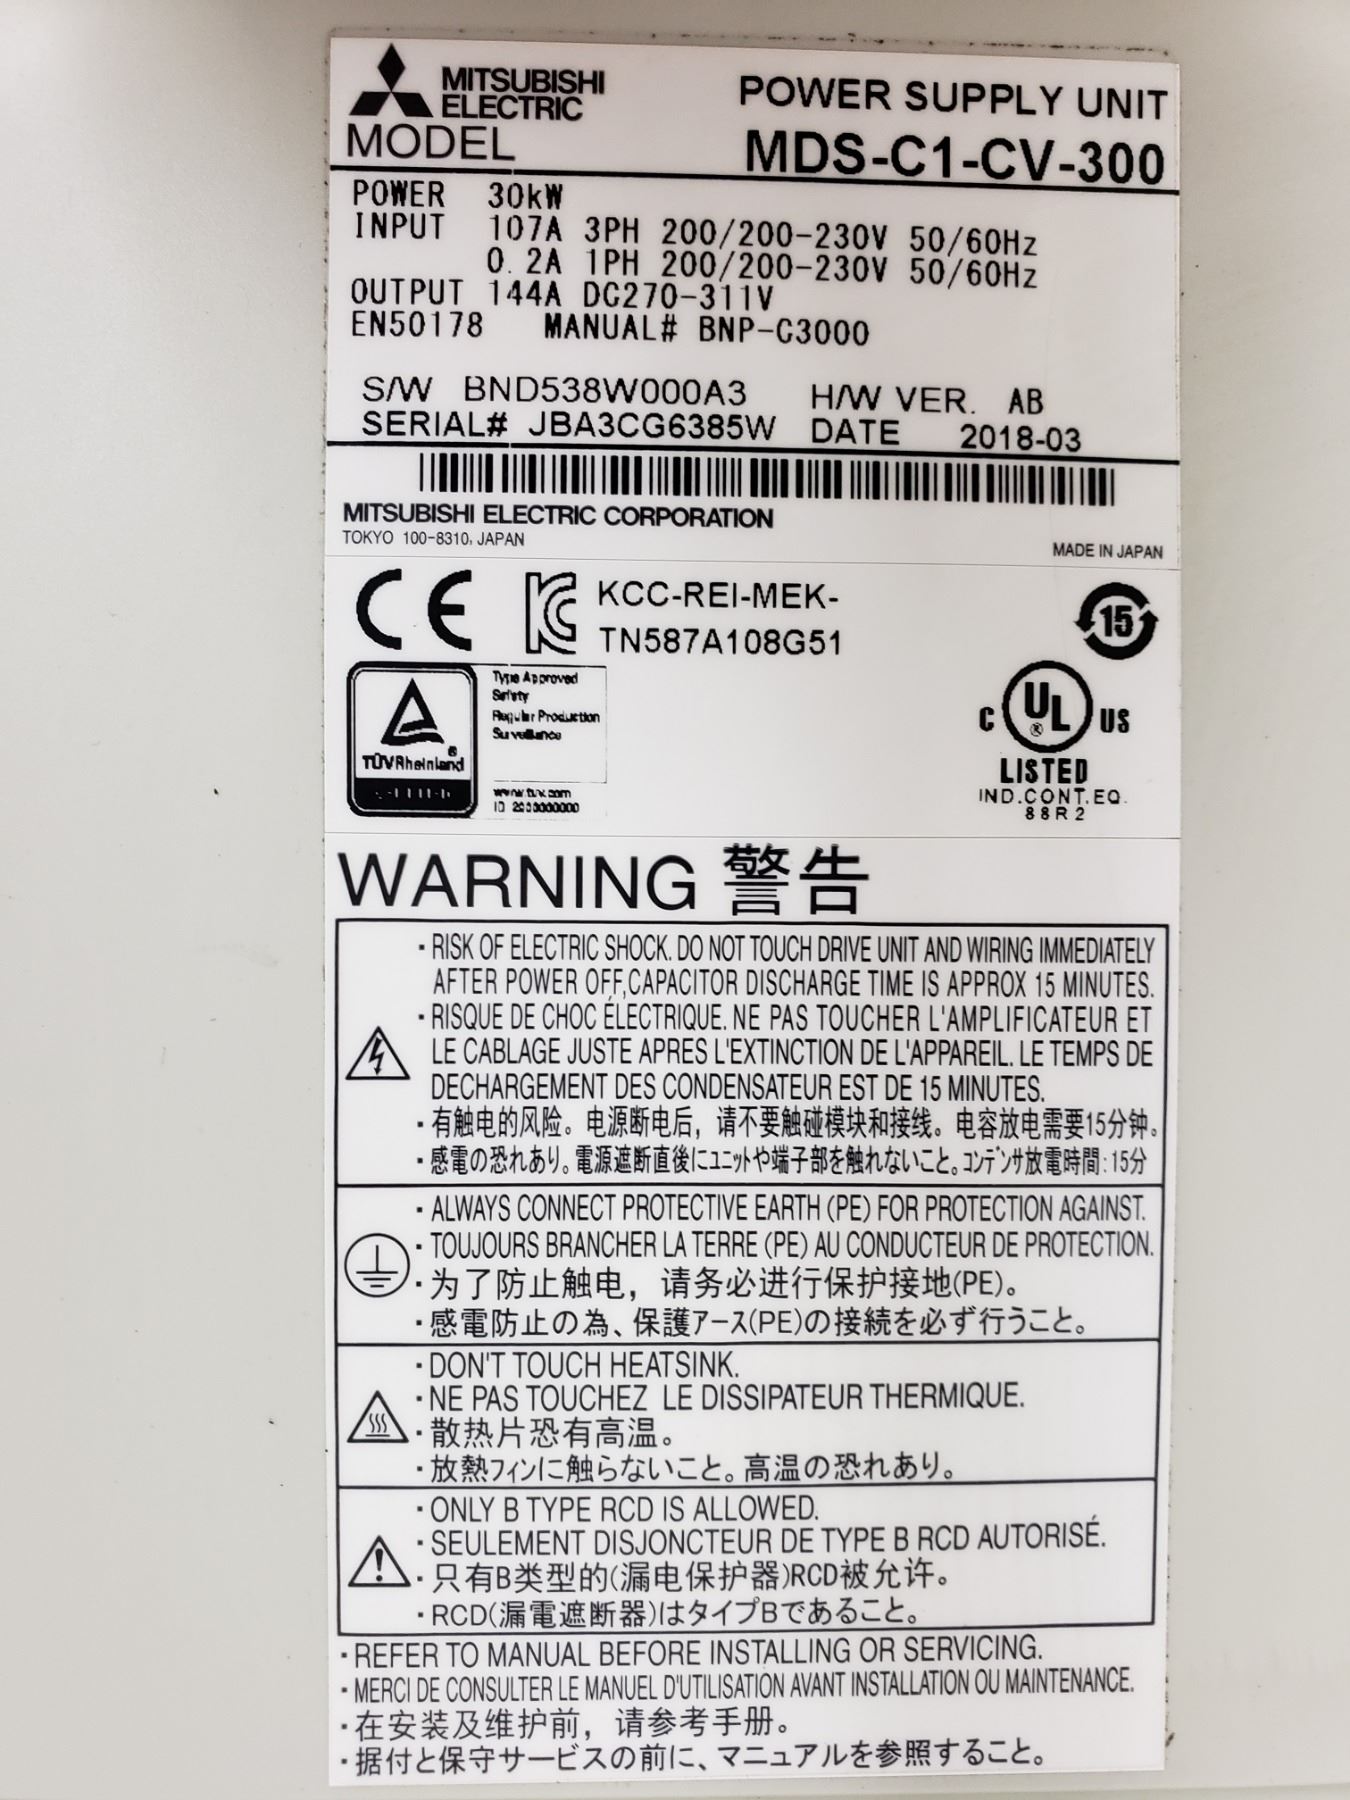 MITSUBISHI
ELECTRIC
POWER SUPPLY UNIT
MODEL MDS-C1-CV-300
POWER 30kW
INPUT 107A 3PH 200/200-230V 50/60Hz
0.2A 1PH 200/200-230V 50/60Hz
OUTPUT 144A DC270-311V
EN50178 MANUAL# BNP-C3000
S/W BND538W000A3 H/W VER. AB
SERIAL# JBA3CG6385W DATE 2018-03
MITSUBISHI ELECTRIC CORPORATION
TOKYO 100-8310, JAPAN
MADE IN JAPAN
CE KC KCC-REI-MEK-
TN587A108G51
15
Type Approved
Safety
Regular Production
Surveillance
TÜVRheinland
www.tuv.com
ID
C UL US
®
LISTED
IND.CONT.EQ.
88R2
WARNING 警告
・RISK OF ELECTRIC SHOCK. DO NOT TOUCH DRIVE UNIT AND WIRING IMMEDIATELY
AFTER POWER OFF,CAPACITOR DISCHARGE TIME IS APPROX 15 MINUTES.
・RISQUE DE CHOC ÉLECTRIQUE. NE PAS TOUCHER L'AMPLIFICATEUR ET
LE CABLAGE JUSTE APRES L'EXTINCTION DE L'APPAREIL. LE TEMPS DE
DECHARGEMENT DES CONDENSATEUR EST DE 15 MINUTES.
・有触电的风险。电源断电后，请不要触碰模块和接线。电容放电需要15分钟。
・感電の恐れあり。電源遮断直後にユニットや端子部を触れないこと。コンデンサ放電時間：15分
・ALWAYS CONNECT PROTECTIVE EARTH (PE) FOR PROTECTION AGAINST.
・TOUJOURS BRANCHER LA TERRE (PE) AU CONDUCTEUR DE PROTECTION.
・为了防止触电，请务必进行保护接地(PE)。
・感電防止の為、保護アース(PE)の接続を必ず行うこと。
・DON'T TOUCH HEATSINK.
・NE PAS TOUCHEZ LE DISSIPATEUR THERMIQUE.
・散热片恐有高温。
・放熱フィンに触らないこと。高温の恐れあり。
・ONLY B TYPE RCD IS ALLOWED.
・SEULEMENT DISJONCTEUR DE TYPE B RCD AUTORISÉ.
・只有B类型的(漏电保护器)RCD被允许。
・RCD(漏電遮断器)はタイプBであること。
・REFER TO MANUAL BEFORE INSTALLING OR SERVICING.
・MERCI DE CONSULTER LE MANUEL D'UTILISATION AVANT INSTALLATION OU MAINTENANCE.
・在安装及维护前，请参考手册。
・据付と保守サービスの前に、マニュアルを参照すること。